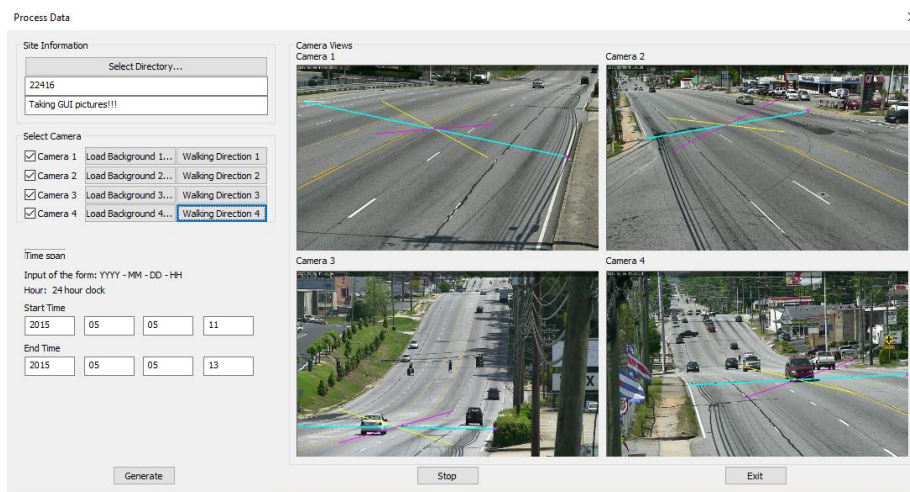 Process Data
Site Information
Select Directory...
22416
Taking GUI pictures!!!
Select Camera
Camera 1 Load Background 1... Walking Direction 1
Camera 2 Load Background 2... Walking Direction 2
Camera 3 Load Background 3... Walking Direction 3
Camera 4 Load Background 4... Walking Direction 4
Time span
Input of the form: YYYY - MM - DD - HH
Hour: 24 hour clock
Start Time
2015 05 05 11
End Time
2015 05 05 13
Generate
Camera Views
Camera 1
Camera 2
Camera 3
Camera 4
Stop
Exit